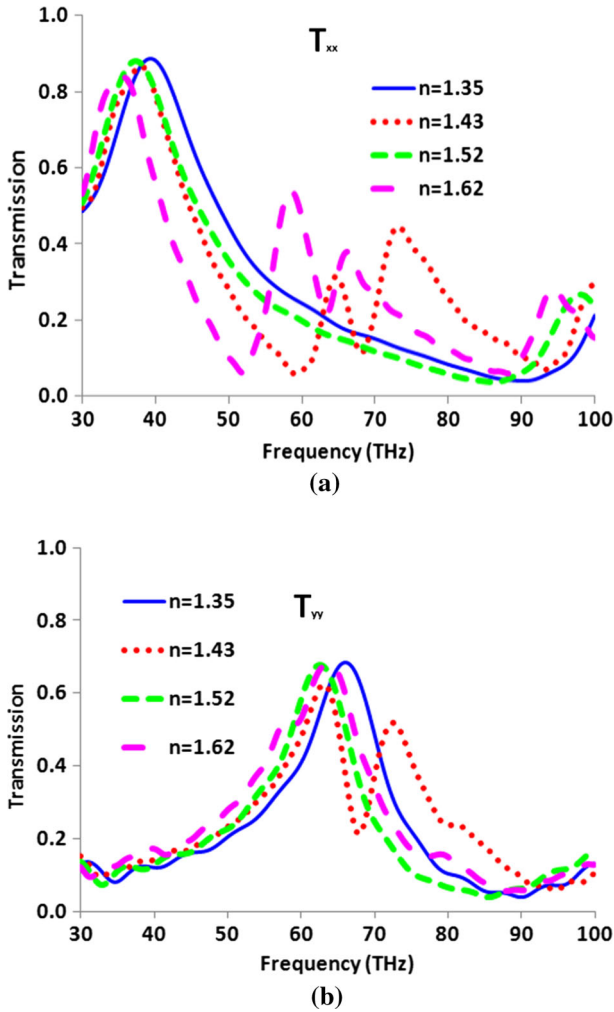 1.0
0.8
0.6
0.4
0.2
0.0
Transmission
Txx
n=1.35
n=1.43
n=1.52
n=1.62
30 40 50 60 70 80 90 100
Frequency (THz)
(a)
1.0
0.8
0.6
0.4
0.2
0.0
Transmission
n=1.35
n=1.43
n=1.52
n=1.62
Tyy
30 40 50 60 70 80 90 100
Frequency (THz)
(b)